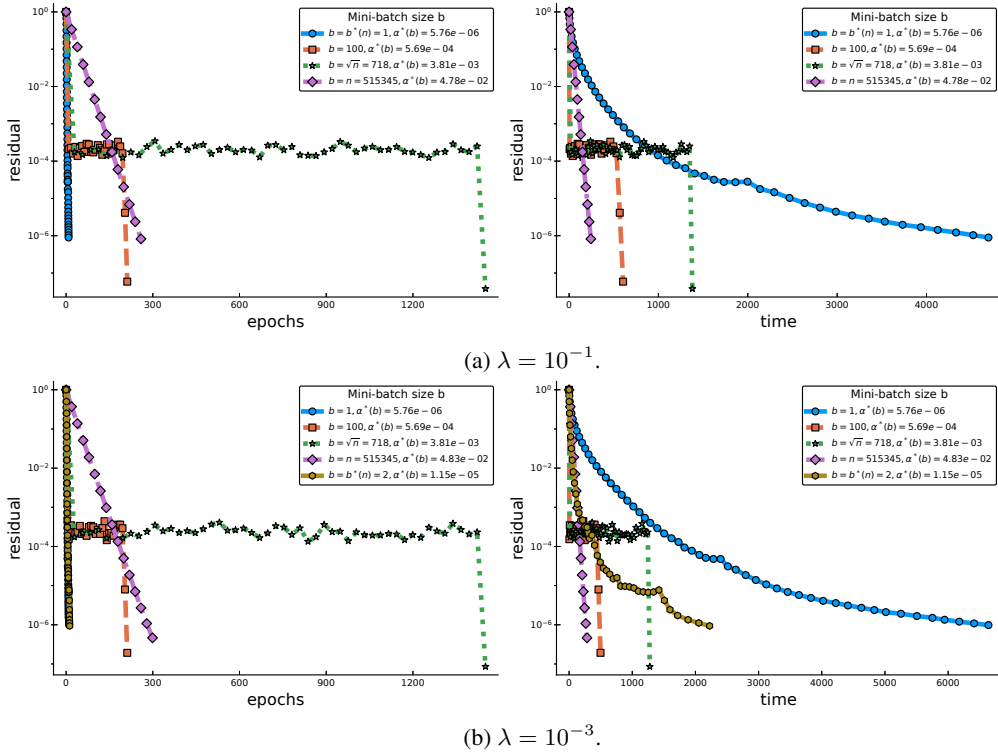 Mini-batch size b
b = b*(n) = 1, α*(b) = 5.76e − 06
b = 100, α*(b) = 5.69e − 04
b = √n = 718, α*(b) = 3.81e − 03
b = n = 515345, α*(b) = 4.78e − 02
residual
10⁰
10⁻²
10⁻⁴
10⁻⁶
0 300 600 900 1200
epochs
Mini-batch size b
b = b*(n) = 1, α*(b) = 5.76e − 06
b = 100, α*(b) = 5.69e − 04
b = √n = 718, α*(b) = 3.81e − 03
b = n = 515345, α*(b) = 4.78e − 02
residual
10⁰
10⁻²
10⁻⁴
10⁻⁶
0 1000 2000 3000 4000
time
(a) λ = 10⁻¹.
Mini-batch size b
b = 1, α*(b) = 5.76e − 06
b = 100, α*(b) = 5.69e − 04
b = √n = 718, α*(b) = 3.81e − 03
b = n = 515345, α*(b) = 4.83e − 02
b = b*(n) = 2, α*(b) = 1.15e − 05
residual
10⁰
10⁻²
10⁻⁴
10⁻⁶
0 300 600 900 1200
epochs
Mini-batch size b
b = 1, α*(b) = 5.76e − 06
b = 100, α*(b) = 5.69e − 04
b = √n = 718, α*(b) = 3.81e − 03
b = n = 515345, α*(b) = 4.83e − 02
b = b*(n) = 2, α*(b) = 1.15e − 05
residual
10⁰
10⁻²
10⁻⁴
10⁻⁶
0 1000 2000 3000 4000 5000 6000
time
(b) λ = 10⁻³.